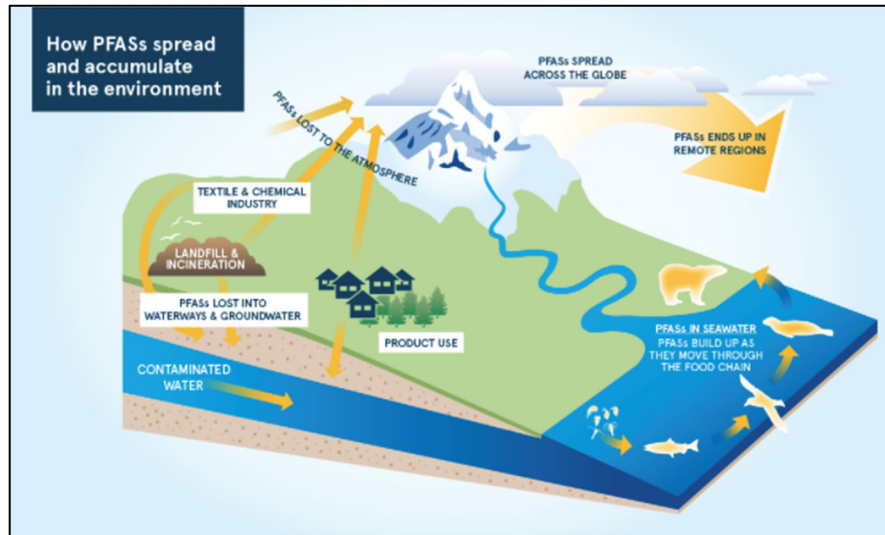 How PFASs spread
and accumulate
in the environment
PFASs SPREAD
ACROSS THE GLOBE
PFASs LOST TO THE ATMOSPHERE
PFASs ENDS UP IN
REMOTE REGIONS
TEXTILE & CHEMICAL
INDUSTRY
LANDFILL &
INCINERATION
PFASs LOST INTO
WATERWAYS & GROUNDWATER
PRODUCT USE
PFASs IN SEAWATER
PFASs BUILD UP AS
THEY MOVE THROUGH
THE FOOD CHAIN
CONTAMINATED
WATER